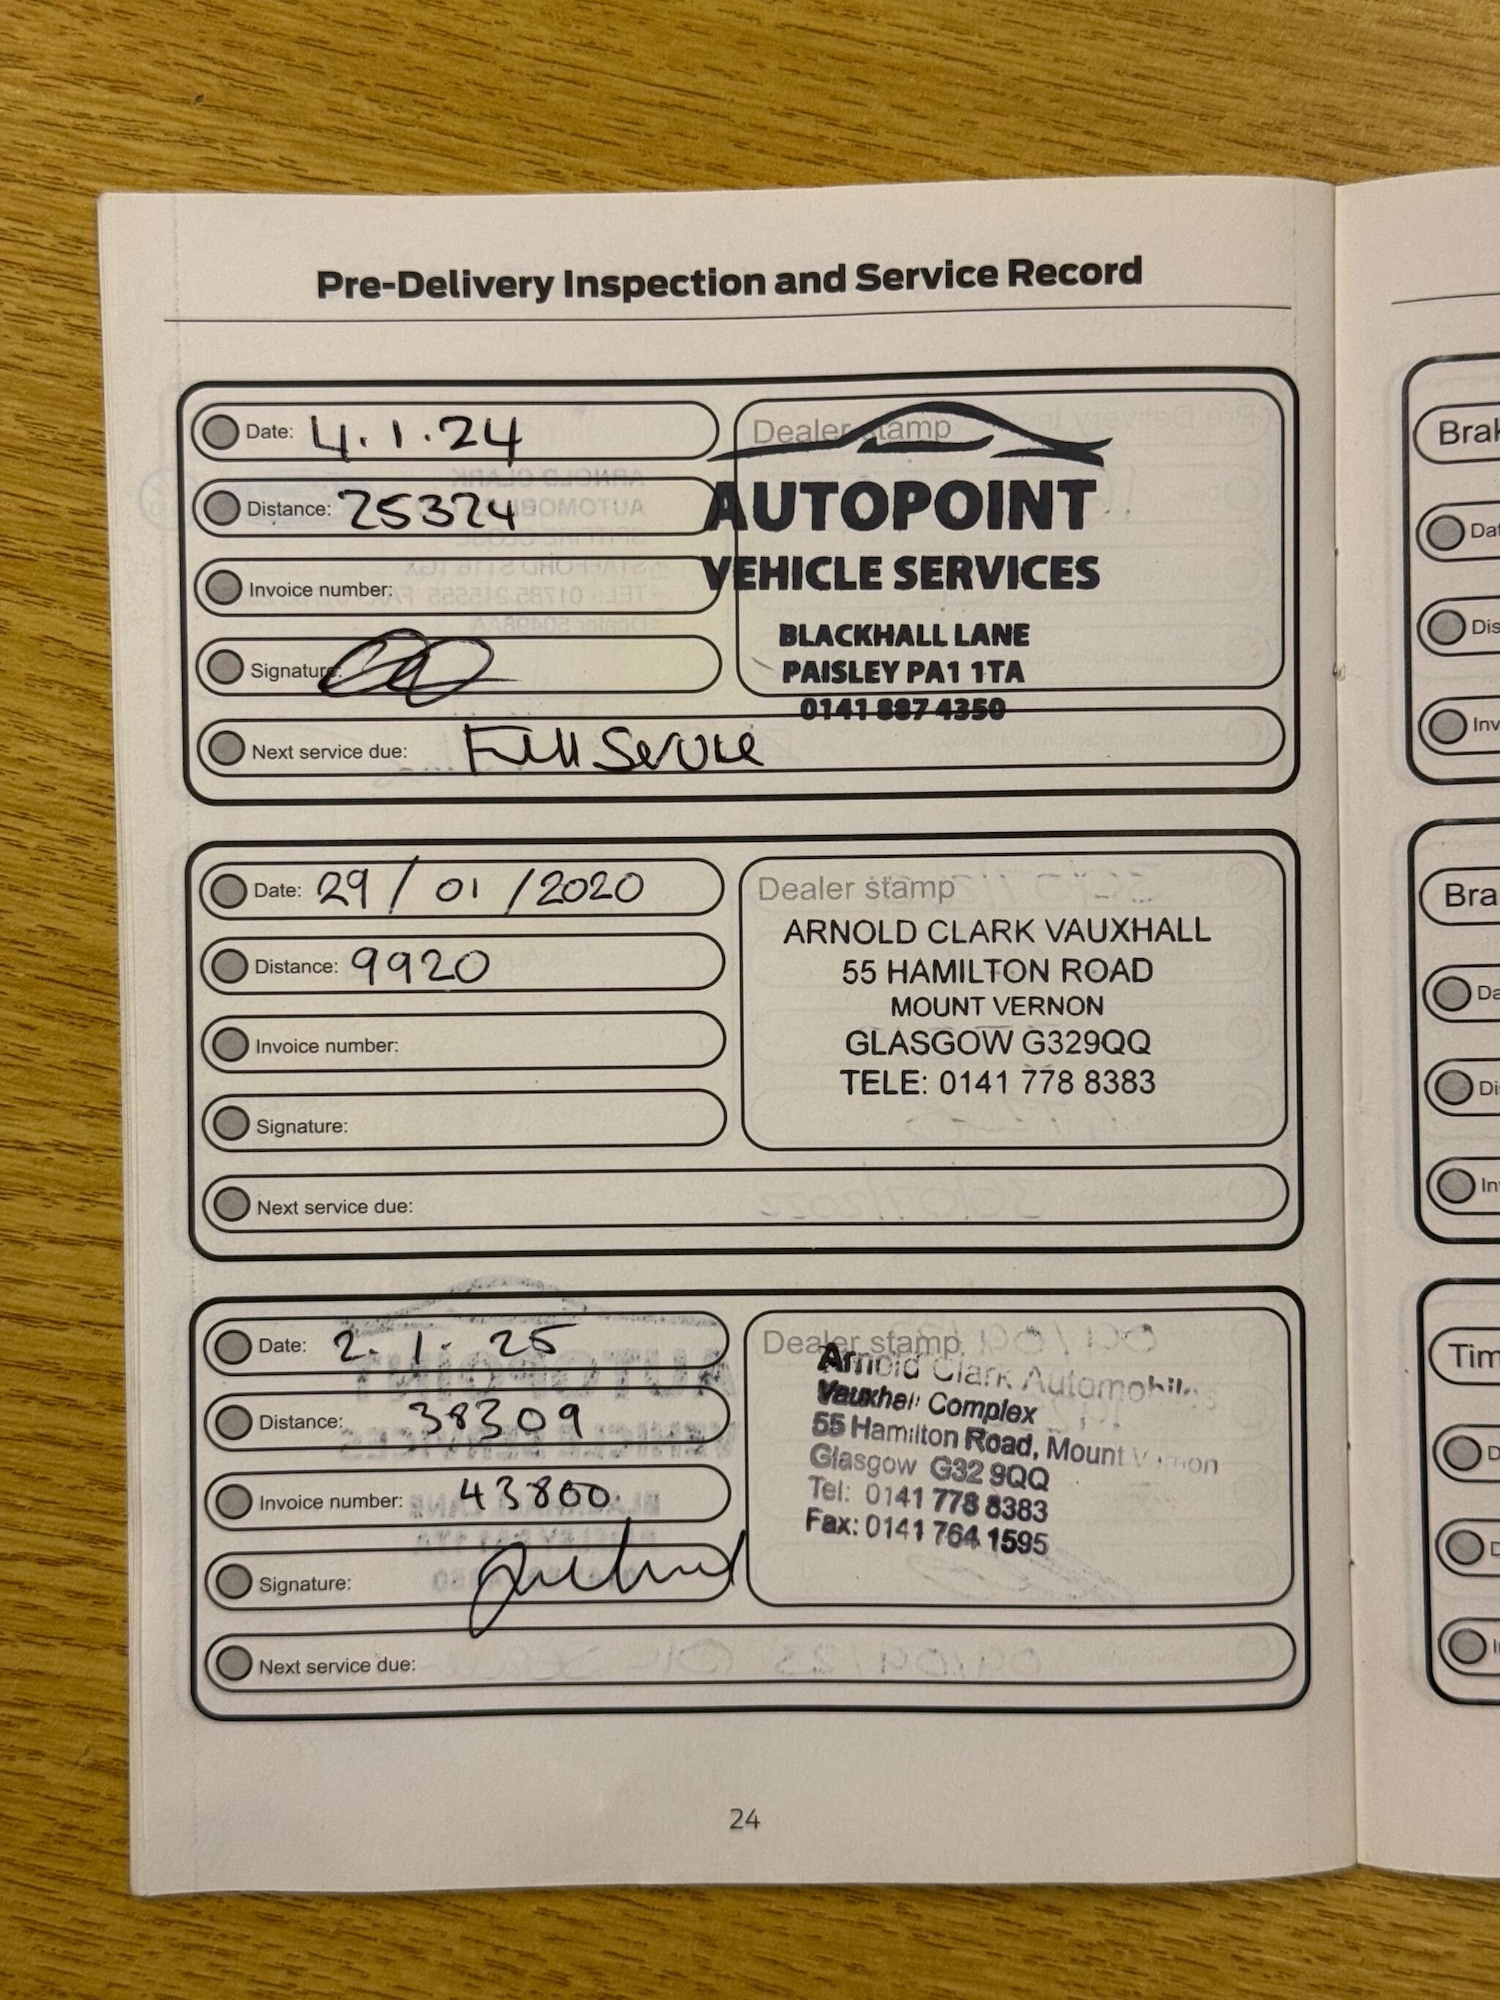 Pre-Delivery Inspection and Service Record
Date: 4.1.24
Distance: 25324
Invoice number:
Signature:
Next service due: Full Service
Dealer stamp
AUTOPOINT
VEHICLE SERVICES
BLACKHALL LANE
PAISLEY PA1 1TA
0141 887 4350
Date: 29/01/2020
Distance: 9920
Invoice number:
Signature:
Next service due:
Dealer stamp
ARNOLD CLARK VAUXHALL
55 HAMILTON ROAD
MOUNT VERNON
GLASGOW G329QQ
TELE: 0141 778 8383
Date: 2.1.25
Distance: 38309
Invoice number: 43800.
Signature:
Next service due:
Dealer stamp
Arnold Clark Automobiles
Vauxhall Complex
55 Hamilton Road, Mount Vernon
Glasgow G32 9QQ
Tel: 0141 778 8383
Fax: 0141 764 1595
24